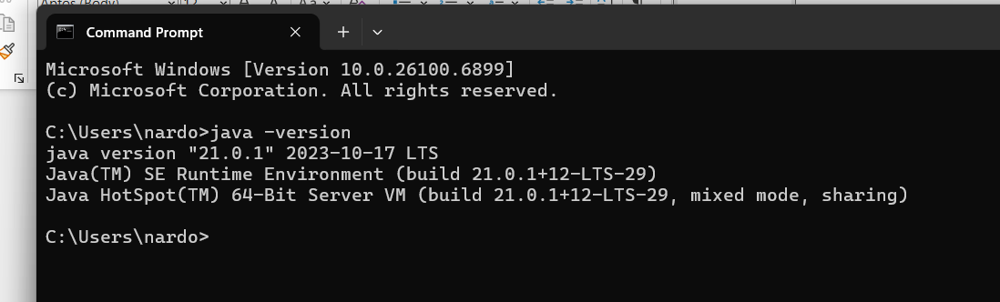 Aptos (Body)
12
Command Prompt
Microsoft Windows [Version 10.0.26100.6899]
(c) Microsoft Corporation. All rights reserved.
C:\Users\nardo>java -version
java version "21.0.1" 2023-10-17 LTS
Java(TM) SE Runtime Environment (build 21.0.1+12-LTS-29)
Java HotSpot(TM) 64-Bit Server VM (build 21.0.1+12-LTS-29, mixed mode, sharing)
C:\Users\nardo>